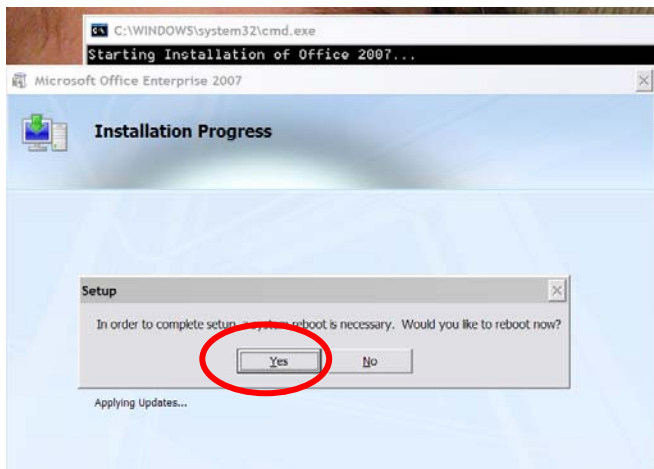 C:\WINDOWS\system32\cmd.exe
Starting Installation of Office 2007...
Microsoft Office Enterprise 2007
Installation Progress
Setup
In order to complete setup, a system reboot is necessary. Would you like to reboot now?
Yes No
Applying Updates...